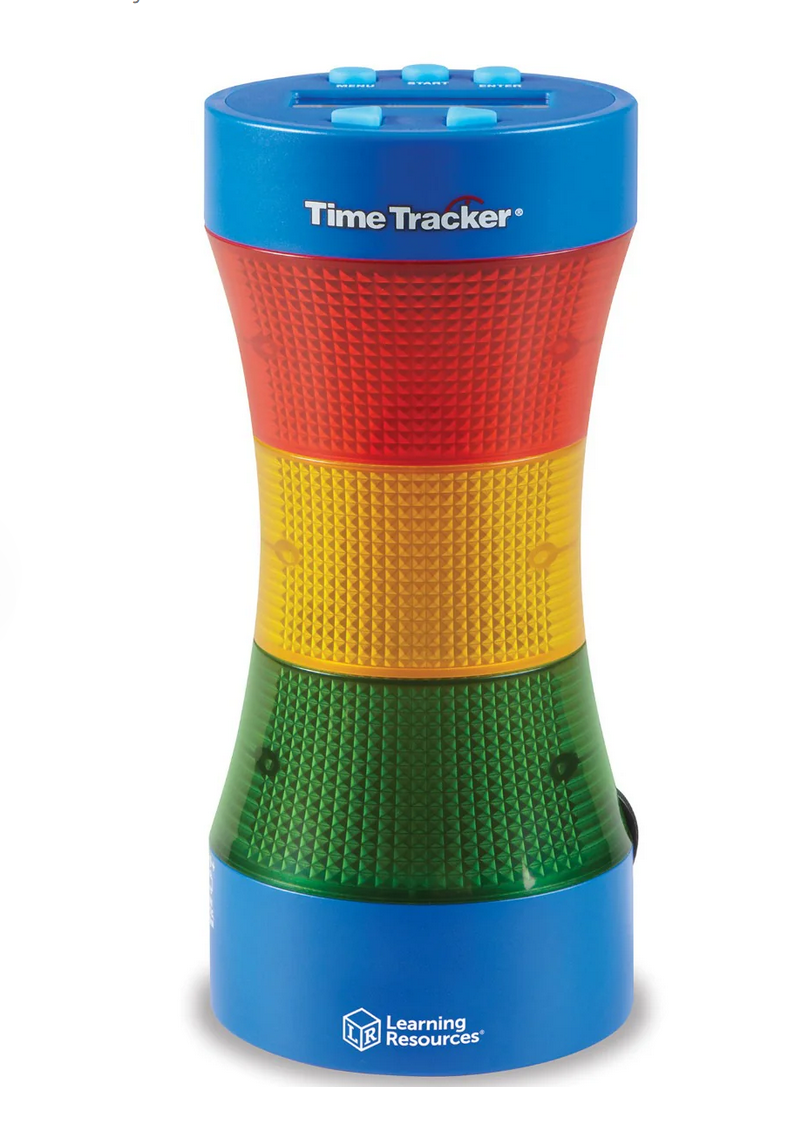 MENU START ENTER
Time Tracker®
LR Learning
Resources®